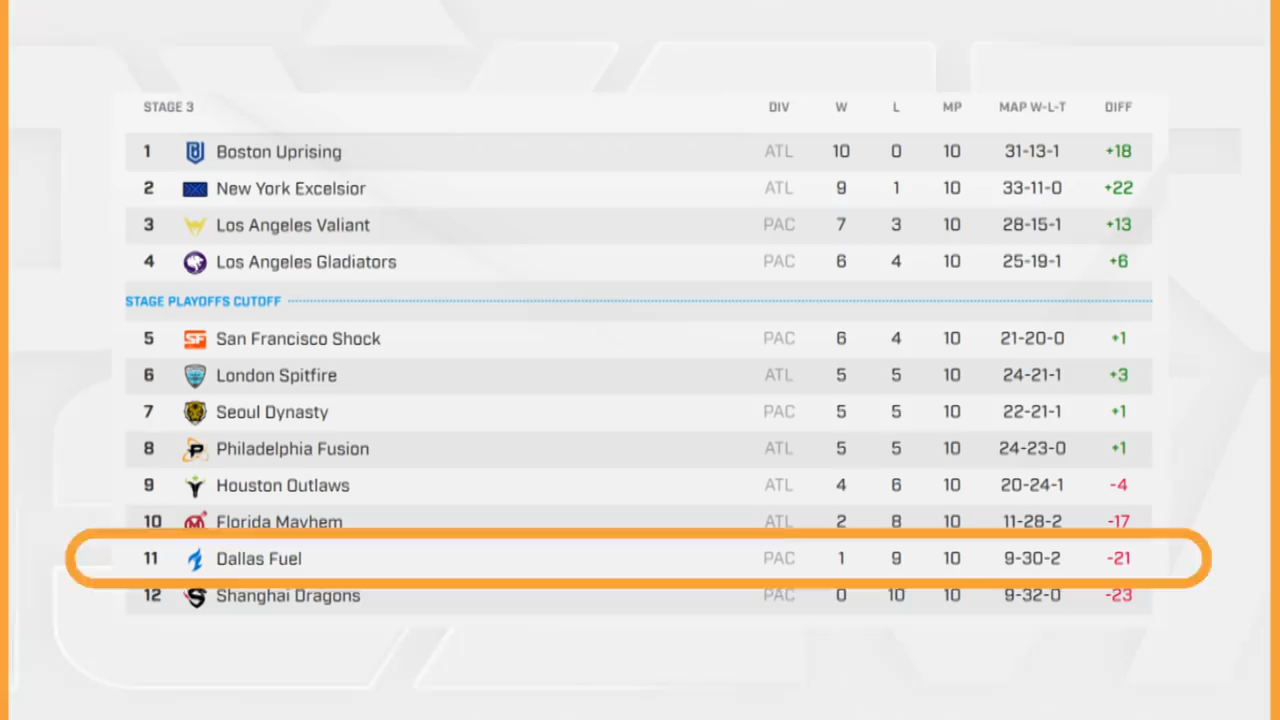 STAGE 3 DIV W L MP MAP W-L-T DIFF
1 Boston Uprising ATL 10 0 10 31-13-1 +18
2 New York Excelsior ATL 9 1 10 33-11-0 +22
3 Los Angeles Valiant PAC 7 3 10 28-15-1 +13
4 Los Angeles Gladiators PAC 6 4 10 25-19-1 +6
STAGE PLAYOFFS CUTOFF
5 SF San Francisco Shock PAC 6 4 10 21-20-0 +1
6 London Spitfire ATL 5 5 10 24-21-1 +3
7 Seoul Dynasty PAC 5 5 10 22-21-1 +1
8 P Philadelphia Fusion ATL 5 5 10 24-23-0 +1
9 Houston Outlaws ATL 4 6 10 20-24-1 -4
10 Florida Mayhem ATL 2 8 10 11-28-2 -17
11 Dallas Fuel PAC 1 9 10 9-30-2 -21
12 Shanghai Dragons PAC 0 10 10 9-32-0 -23